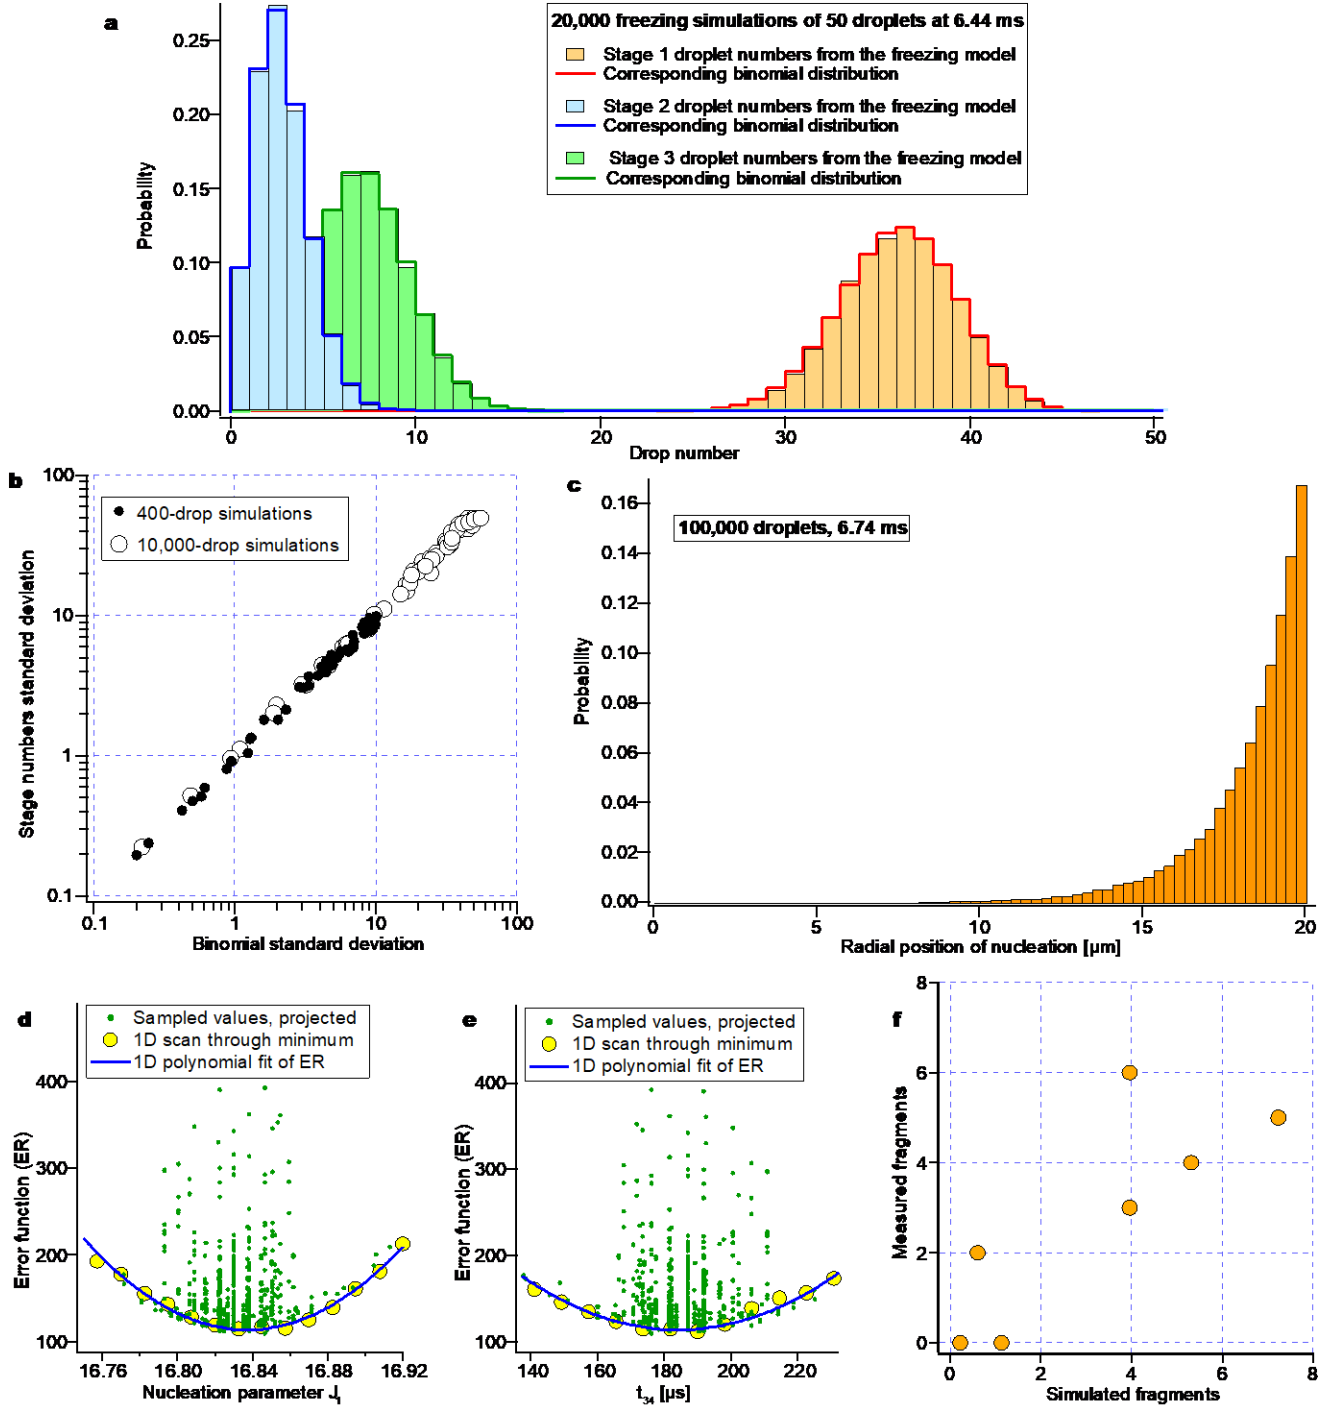 a
20,000 freezing simulations of 50 droplets at 6.44 ms
Stage 1 droplet numbers from the freezing model
Corresponding binomial distribution
Stage 2 droplet numbers from the freezing model
Corresponding binomial distribution
Stage 3 droplet numbers from the freezing model
Corresponding binomial distribution
Probability
0.25
0.20
0.15
0.10
0.05
0.00
0 10 20 30 40 50
Drop number
b
400-drop simulations
10,000-drop simulations
Stage numbers standard deviation
100
10
1
0.1
0.1 1 10 100
Binomial standard deviation
c
100,000 droplets, 6.74 ms
Probability
0.16
0.14
0.12
0.10
0.08
0.06
0.04
0.02
0.00
0 5 10 15 20
Radial position of nucleation [µm]
d
Sampled values, projected
1D scan through minimum
1D polynomial fit of ER
Error function (ER)
400
300
200
100
16.76 16.80 16.84 16.88 16.92
Nucleation parameter J
e
Sampled values, projected
1D scan through minimum
1D polynomial fit of ER
Error function (ER)
400
300
200
100
140 160 180 200 220
t₃₄ [µs]
f
Measured fragments
8
6
4
2
0
0 2 4 6 8
Simulated fragments